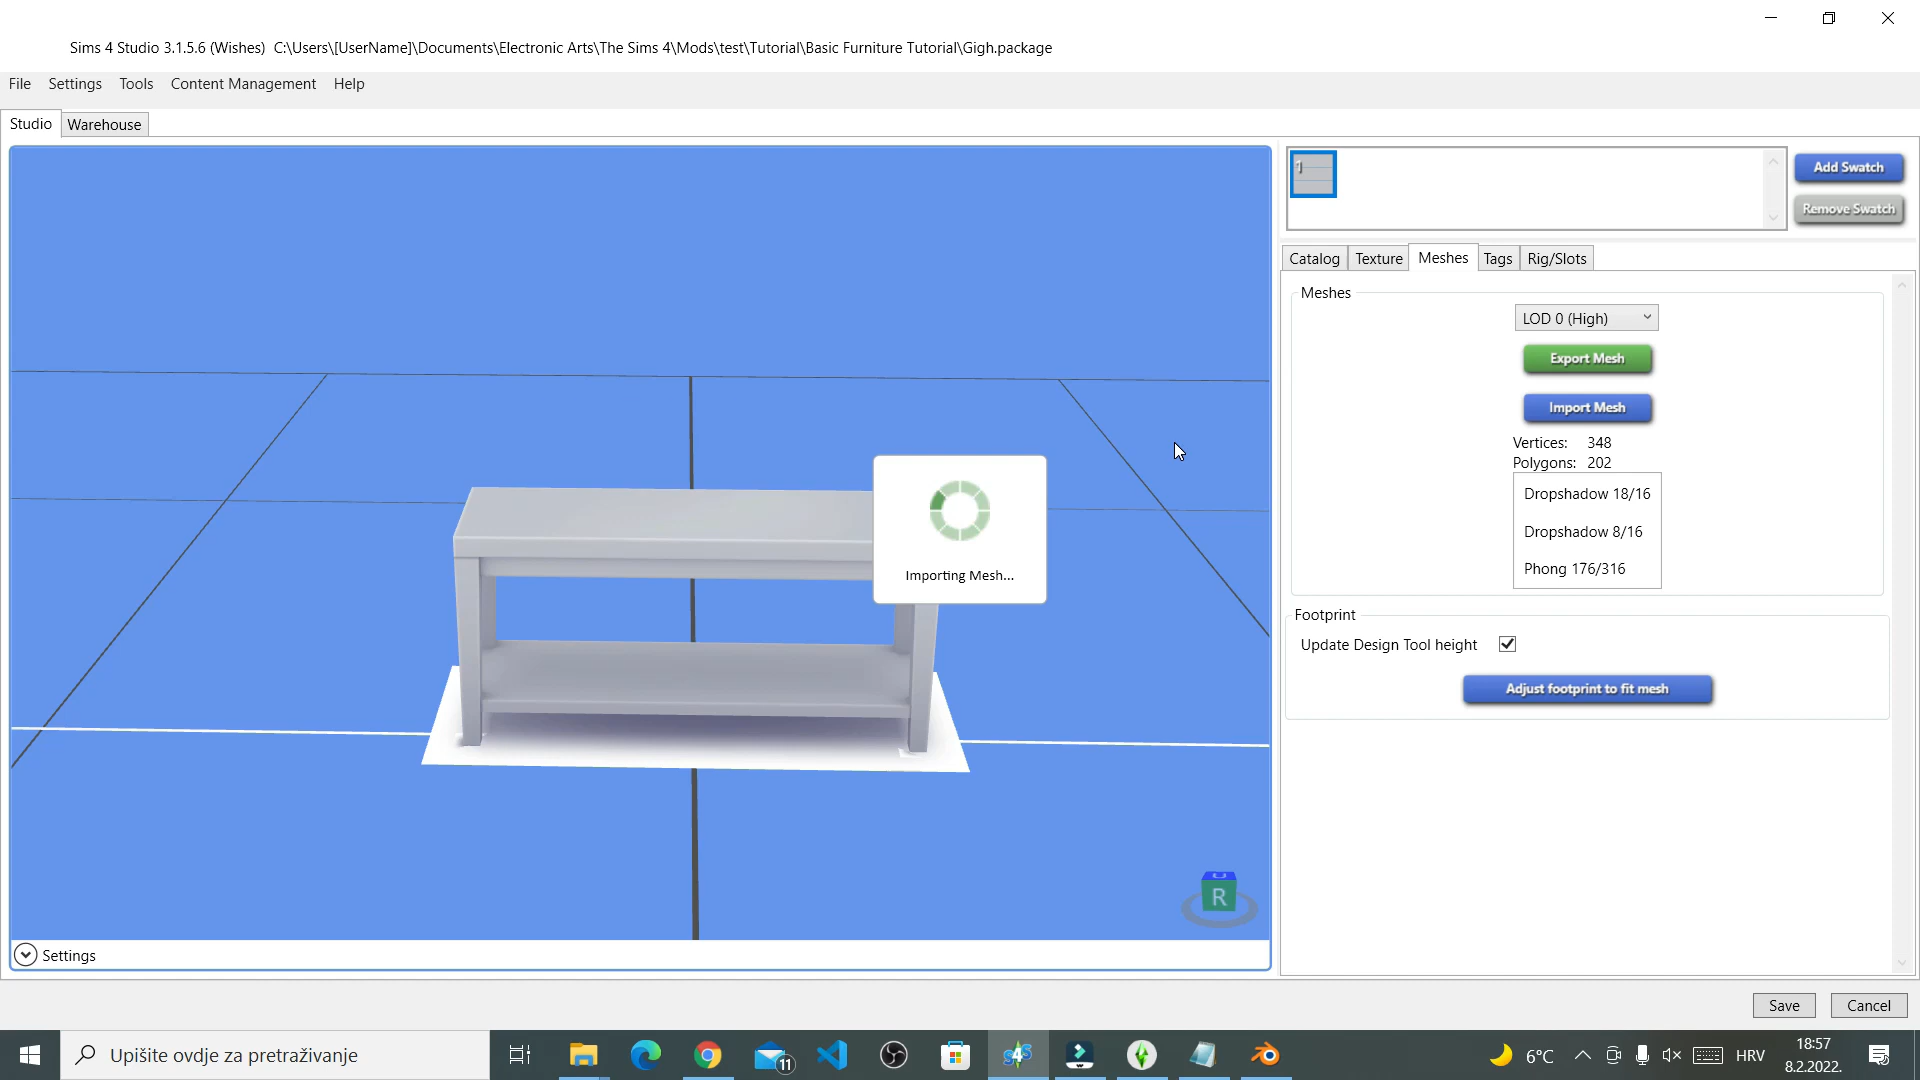 Sims 4 Studio 3.1.5.6 (Wishes) C:\Users\[UserName]\Documents\Electronic Arts\The Sims 4\Mods\test\Tutorial\Basic Furniture Tutorial\Gigh.package
File Settings Tools Content Management Help
Studio Warehouse
1
Add Swatch
Remove Swatch
Catalog Texture Meshes Tags Rig/Slots
Meshes
LOD 0 (High)
Export Mesh
Import Mesh
Vertices: 348
Polygons: 202
Dropshadow 18/16
Dropshadow 8/16
Phong 176/316
Importing Mesh...
Footprint
Update Design Tool height
Adjust footprint to fit mesh
R
Settings
Save Cancel
Upišite ovdje za pretraživanje
11
6°C
HRV
18:57
8.2.2022.